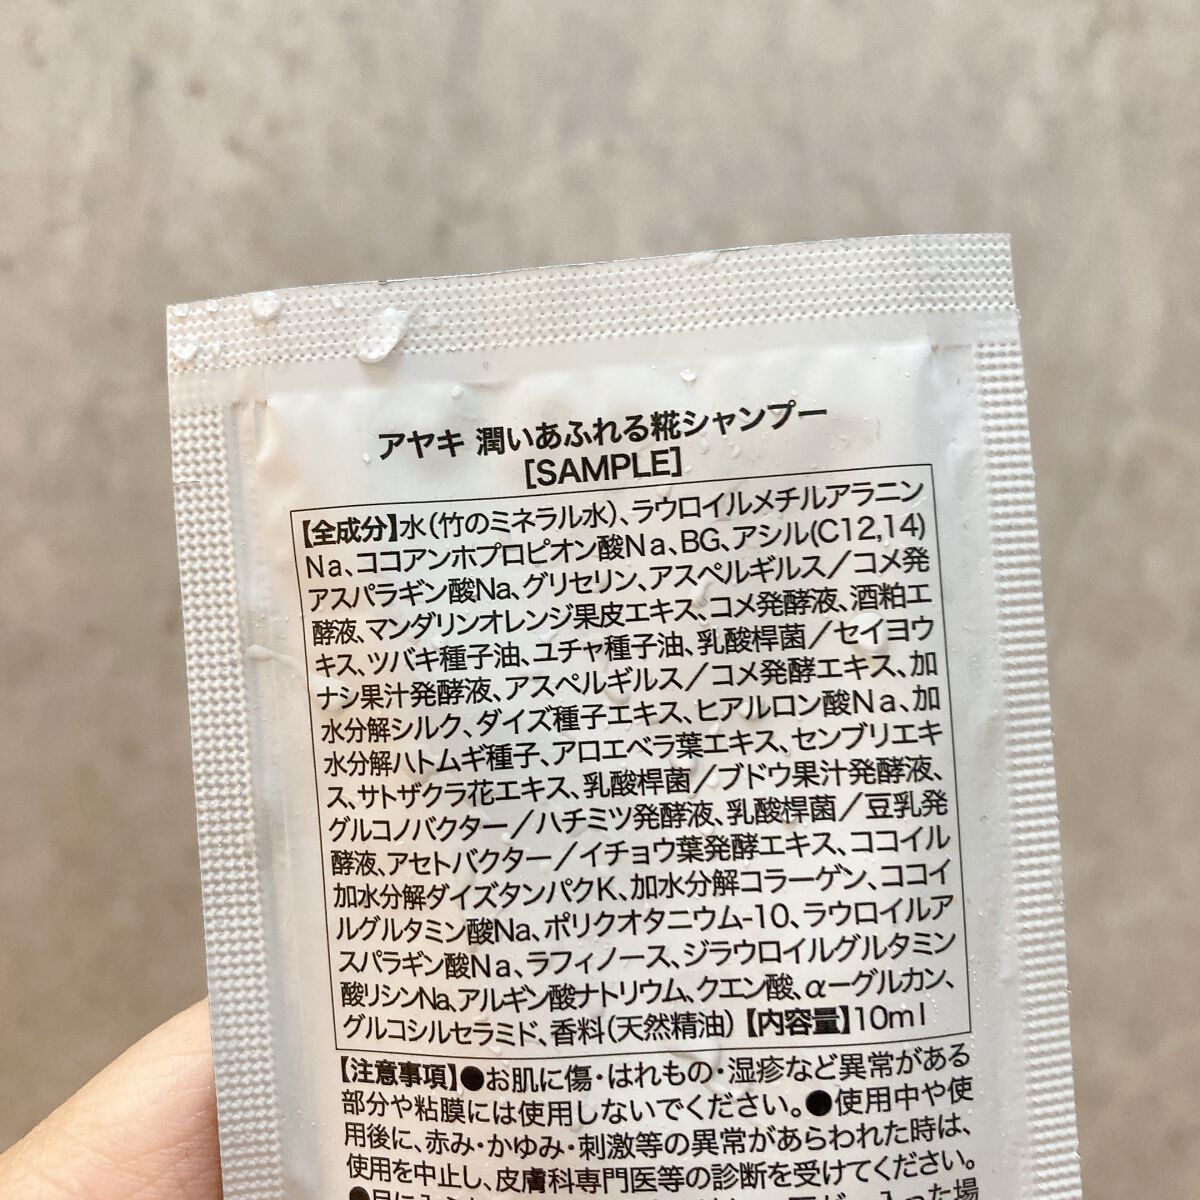 アヤキ 潤いあふれる糀シャンプー
[SAMPLE]
【全成分】水(竹のミネラル水)、ラウロイルメチルアラニン
Na、ココアンホプロピオン酸Na、BG、アシル(C12,14)
アスパラギン酸Na、グリセリン、アスペルギルス/コメ発
酵液、マンダリンオレンジ果皮エキス、コメ発酵液、酒粕エ
キス、ツバキ種子油、ユチャ種子油、乳酸桿菌/セイヨウ
ナシ果汁発酵液、アスペルギルス/コメ発酵エキス、加
水分解シルク、ダイズ種子エキス、ヒアルロン酸Na、加
水分解ハトムギ種子、アロエベラ葉エキス、センブリエキ
ス、サトザクラ花エキス、乳酸桿菌/ブドウ果汁発酵液、
グルコノバクター/ハチミツ発酵液、乳酸桿菌/豆乳発
酵液、アセトバクター/イチョウ葉発酵エキス、ココイル
加水分解ダイズタンパクK、加水分解コラーゲン、ココイ
ルグルタミン酸Na、ポリクオタニウム-10、ラウロイルア
スパラギン酸Na、ラフィノース、ジラウロイルグルタミン
酸リシンNa、アルギン酸ナトリウム、クエン酸、α-グルカン、
グルコシルセラミド、香料(天然精油)【内容量】10ml
【注意事項】●お肌に傷・はれもの・湿疹など異常がある
部分や粘膜には使用しないでください。●使用中や使
用後に、赤み・かゆみ・刺激等の異常があらわれた時は、
使用を中止し、皮膚科専門医等の診断を受けてください。